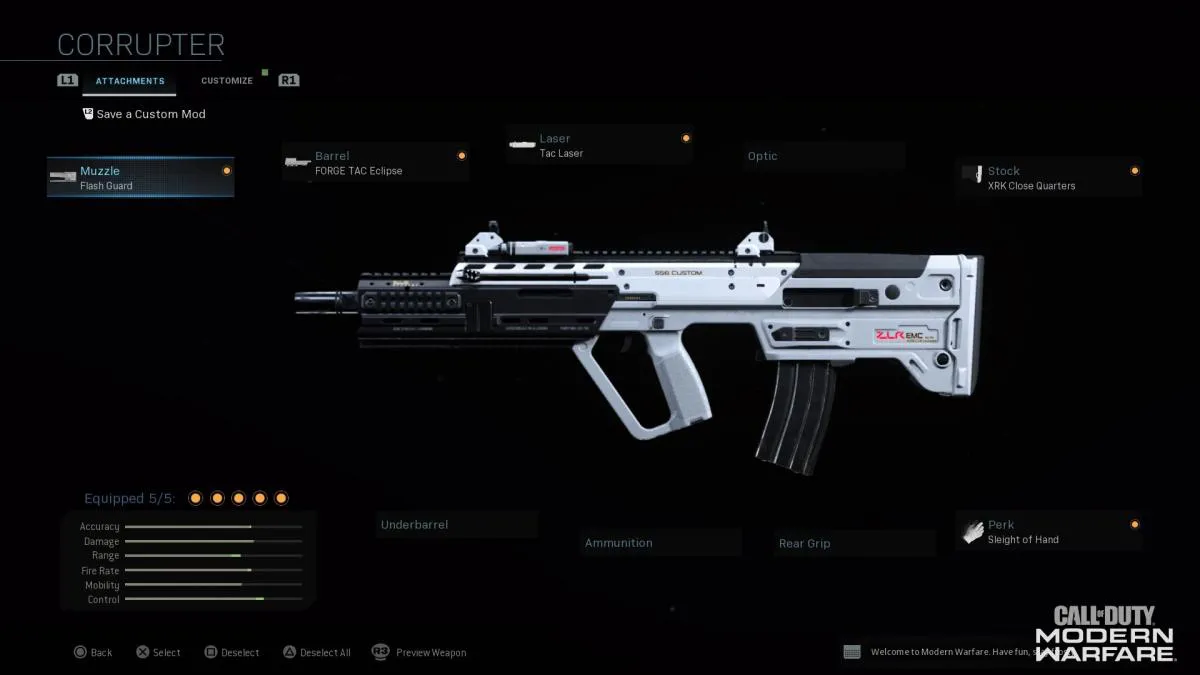 CORRUPTER
L1 ATTACHMENTS CUSTOMIZE R1
L2 Save a Custom Mod
Muzzle
Flash Guard
Barrel
FORGE TAC Eclipse
Laser
Tac Laser
Optic
Stock
XRK Close Quarters
556 CUSTOM
ZLR EMC
Equipped 5/5:
Accuracy
Damage
Range
Fire Rate
Mobility
Control
Underbarrel
Ammunition
Rear Grip
Perk
Sleight of Hand
Back Select Deselect Deselect All R3 Preview Weapon
Welcome to Modern Warfare. Have fun,
CALL OF DUTY
MODERN
WARFARE